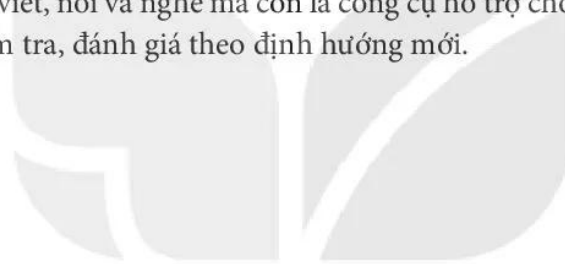 viết, nói và nghe mà còn là công cụ hỗ trợ
tra, đánh giá theo định hướng mới.